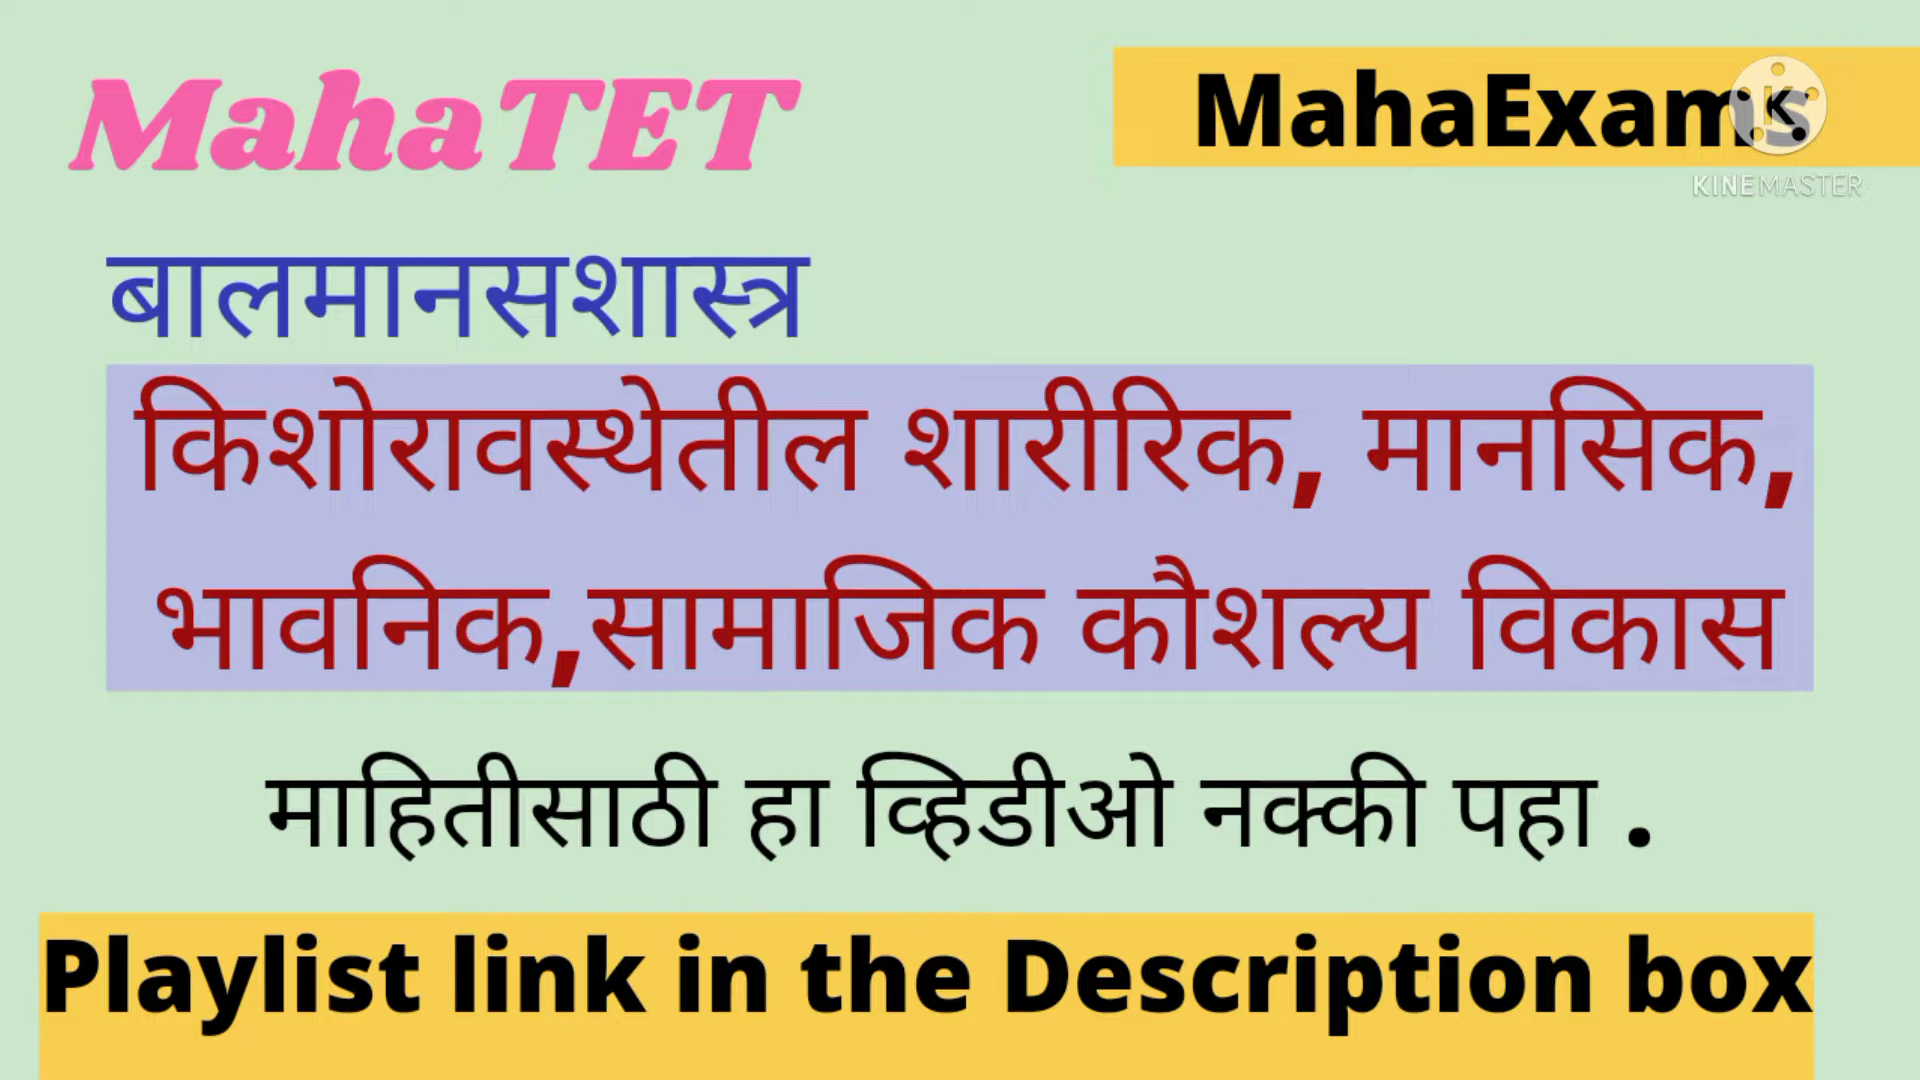 MahaTET
MahaExams
KINEMASTER
बालमानसशास्त्र
किशोरावस्थेतील शारीरिक, मानसिक,
भावनिक,सामाजिक कौशल्य विकास
माहितीसाठी हा व्हिडीओ नक्की पहा .
Playlist link in the Description box